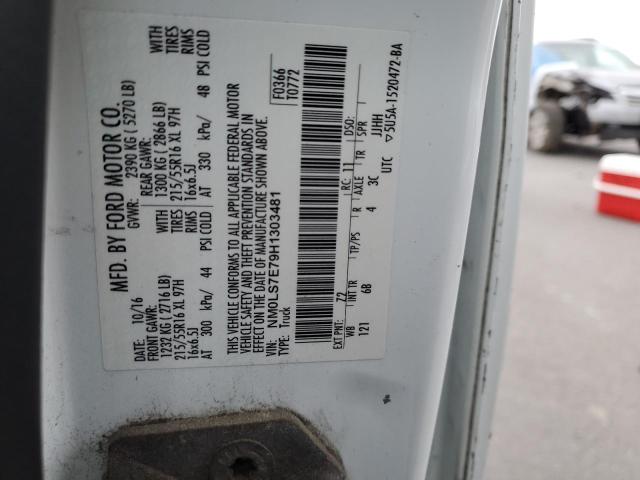 MFD. BY FORD MOTOR CO.
DATE: 10/16 GVWR: 2390 KG ( 5270 LB)
FRONT GAWR: REAR GAWR:
1232 KG ( 2716 LB) 1300 KG ( 2866 LB) WITH
215/55R16 XL 97H 215/55R16 XL 97H TIRES
16x6.5J 16x6.5J RIMS
AT 300 kPa/ 44 PSI COLD AT 330 kPa/ 48 PSI COLD
THIS VEHICLE CONFORMS TO ALL APPLICABLE FEDERAL MOTOR
VEHICLE SAFETY AND THEFT PREVENTION STANDARDS IN
EFFECT ON THE DATE OF MANUFACTURE SHOWN ABOVE.
VIN: NM0LS7E79H1303481
TYPE: Truck
F0366
T0772
EXT PNT: 7Z RC: 11 DSO:
WB INT TR TP/PS R AXLE TR SPR
121 6B 4 3C JJHH
UTC ▽5U5A-1520472-BA
WITH
TIRES
RIMS